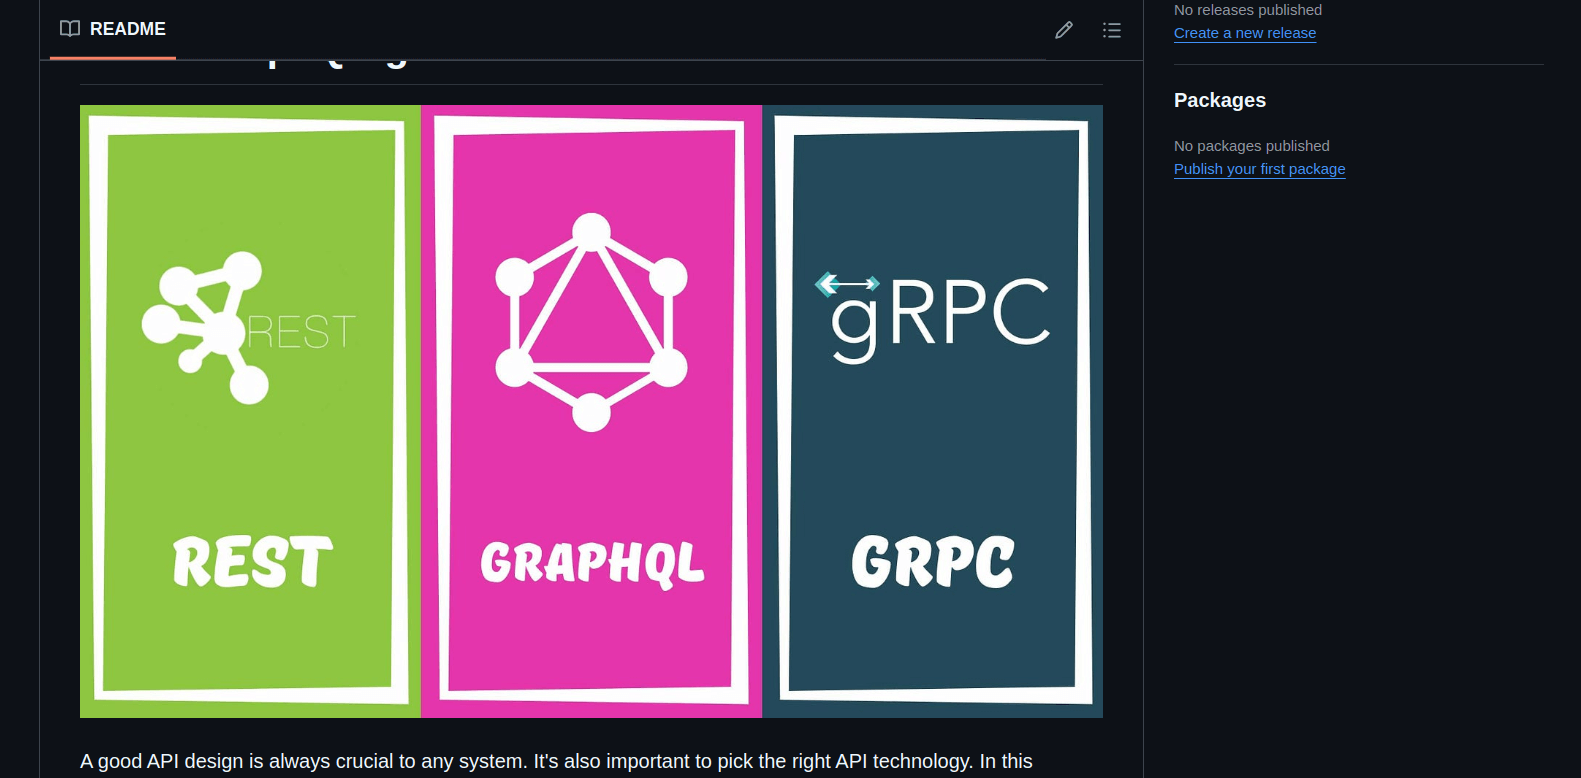 README
No releases published
Create a new release
Packages
No packages published
Publish your first package
REST
gRPC
REST
GRAPHQL
GRPC
A good API design is always crucial to any system. It's also important to pick the right API technology. In this